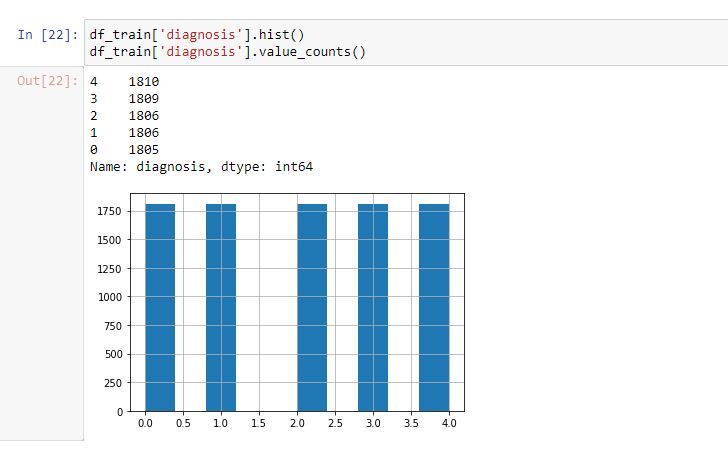 In [22]: df_train['diagnosis'].hist()
df_train['diagnosis'].value_counts()
Out[22]: 4    1810
3    1809
2    1806
1    1806
0    1805
Name: diagnosis, dtype: int64
1750
1500
1250
1000
750
500
250
0
0.0 0.5 1.0 1.5 2.0 2.5 3.0 3.5 4.0